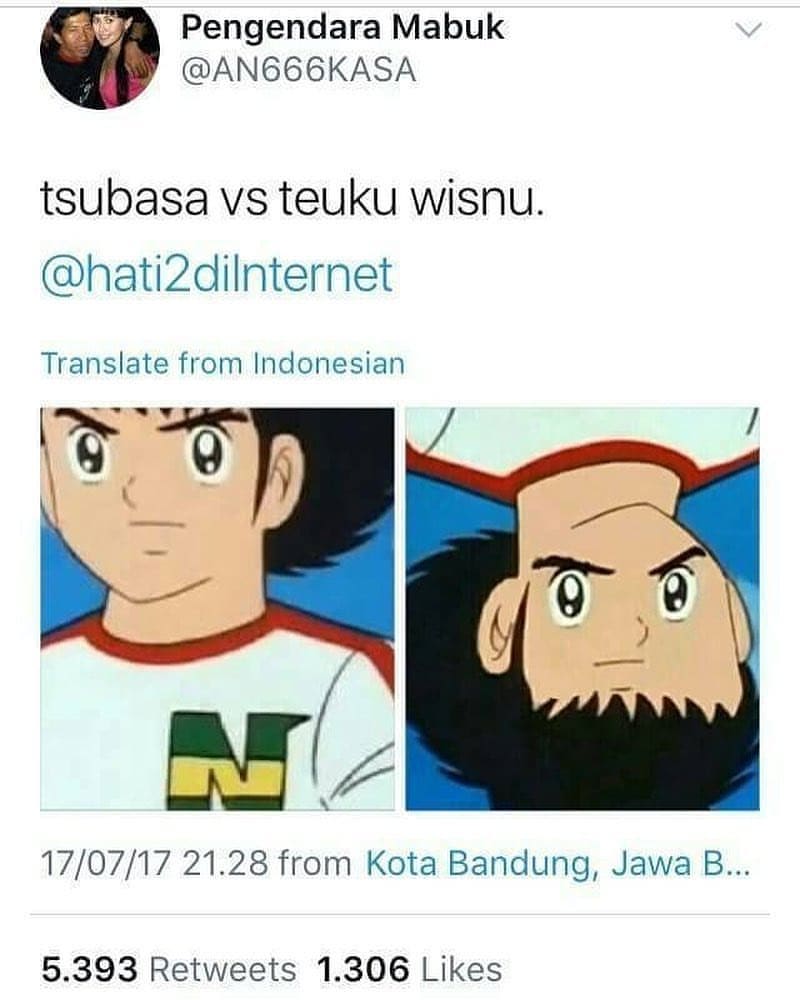 Pengendara Mabuk
@AN666KASA
tsubasa vs teuku wisnu.
@hati2diInternet
Translate from Indonesian
N
17/07/17 21.28 from Kota Bandung, Jawa B...
5.393 Retweets 1.306 Likes